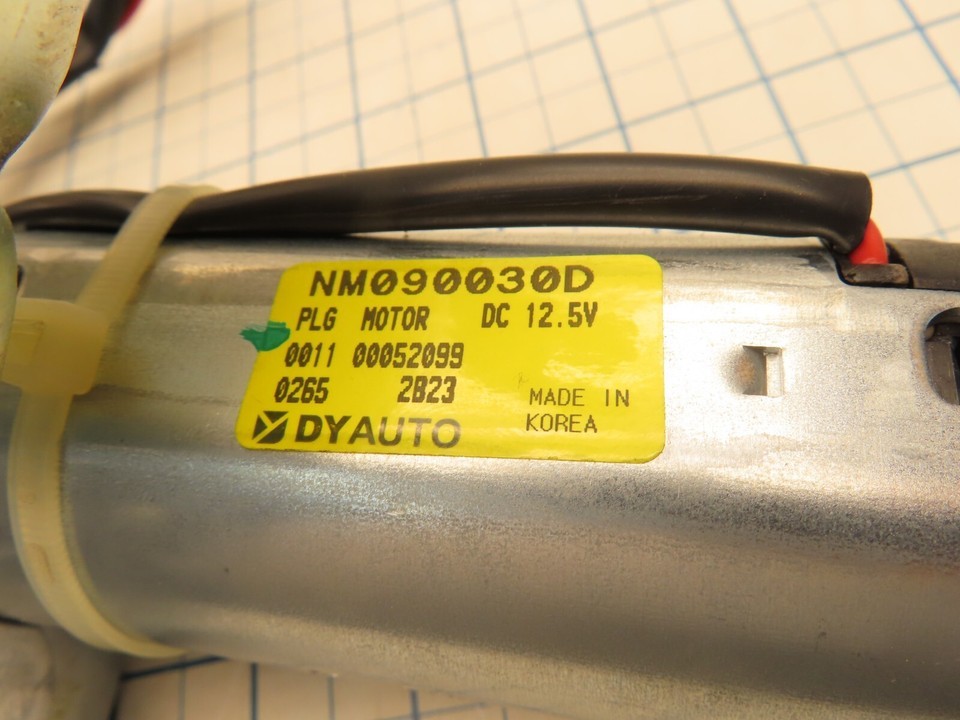 NM090030D
PLG MOTOR DC 12.5V
0011 00052099
0265 2B23
MADE IN
KOREA
DYAUTO